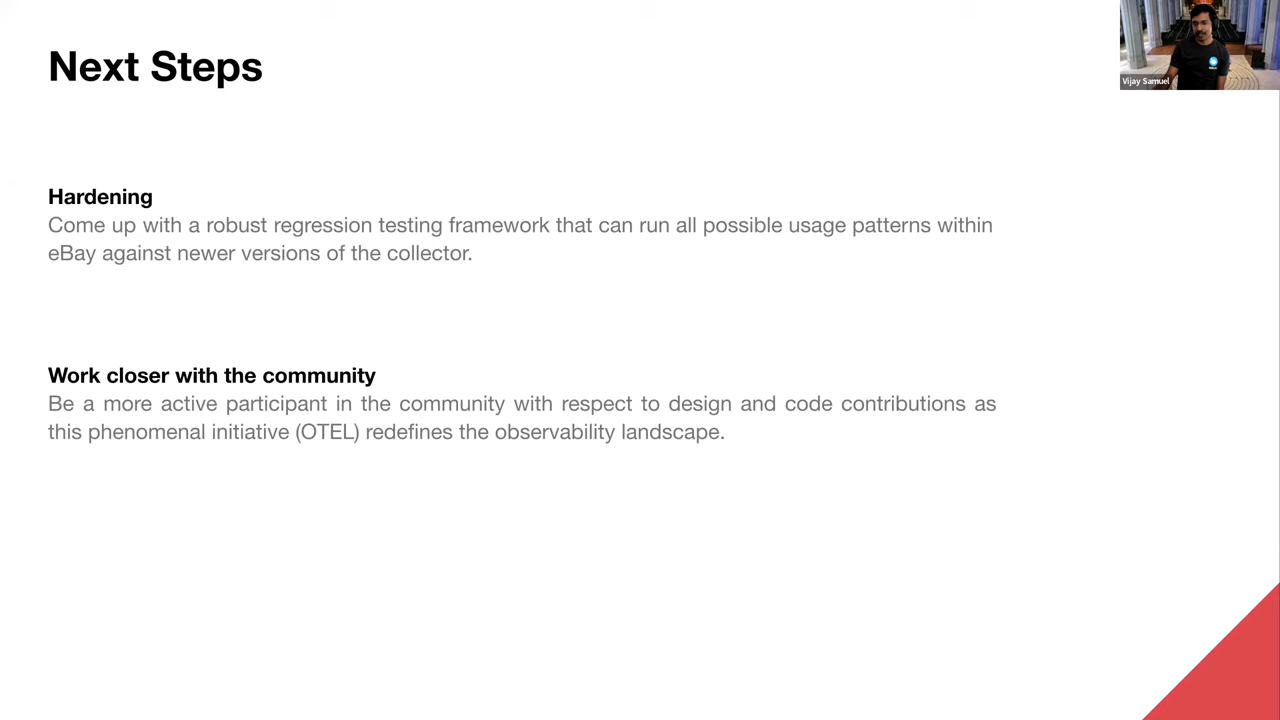 Next Steps
Vijay Samuel
Hardening
Come up with a robust regression testing framework that can run all possible usage patterns within
eBay against newer versions of the collector.
Work closer with the community
Be a more active participant in the community with respect to design and code contributions as
this phenomenal initiative (OTEL) redefines the observability landscape.